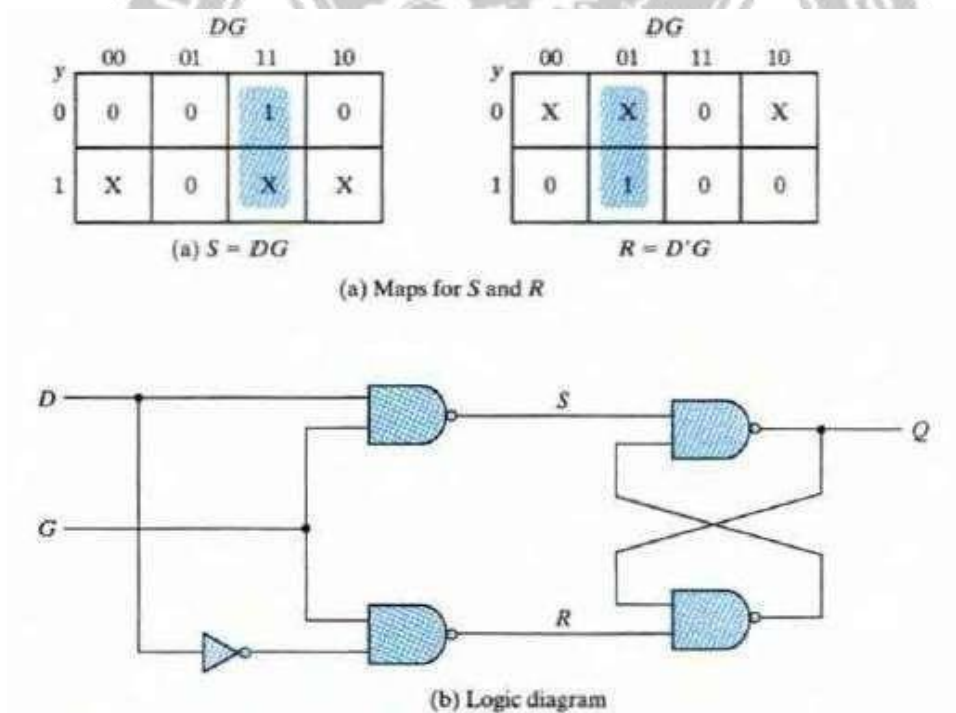 DG
00 01 11 10
y
0 0 0 1 0
1 X 0 X X
(a) S = DG
DG
00 01 11 10
y
0 X X 0 X
1 0 1 0 0
R = D'G
(a) Maps for S and R
D
S
Q
G
R
(b) Logic diagram